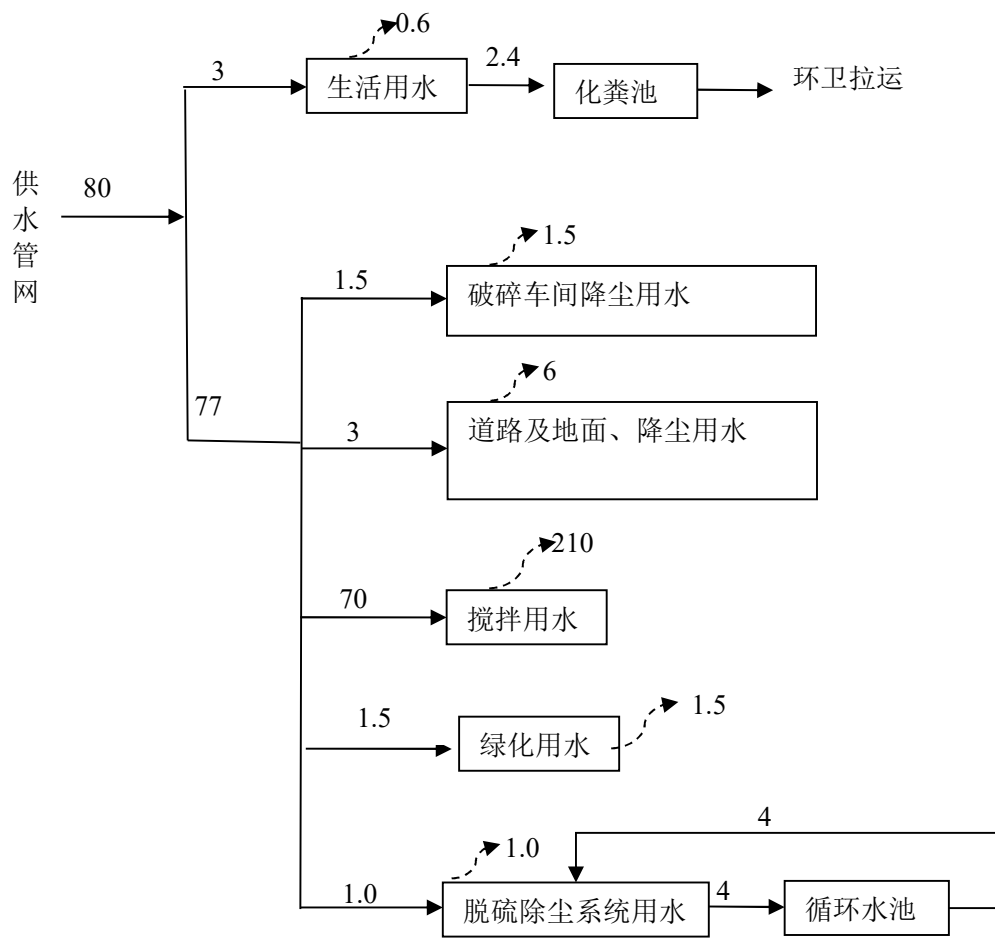 0.6
3
生活用水
2.4
化粪池
环卫拉运
供水管网
80
1.5
1.5
破碎车间降尘用水
77
6
3
道路及地面、降尘用水
210
70
搅拌用水
1.5
绿化用水
1.5
4
1.0
1.0
脱硫除尘系统用水
4
循环水池